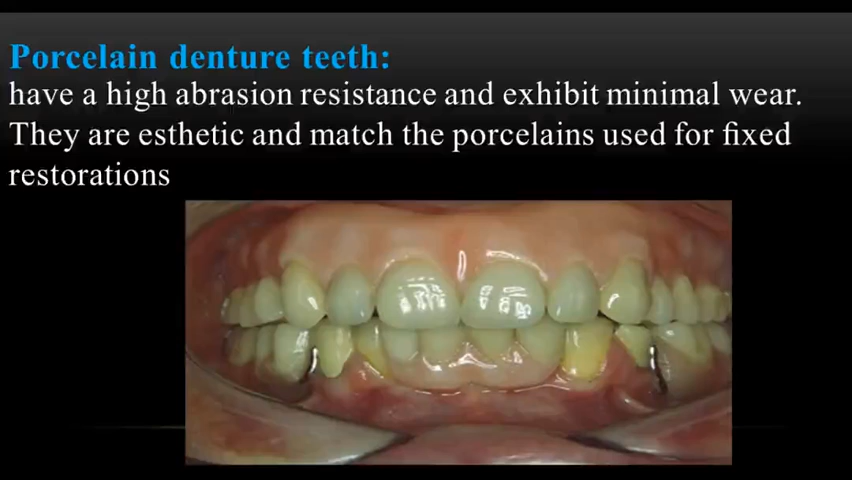 Porcelain denture teeth:
have a high abrasion resistance and exhibit minimal wear.
They are esthetic and match the porcelains used for fixed
restorations